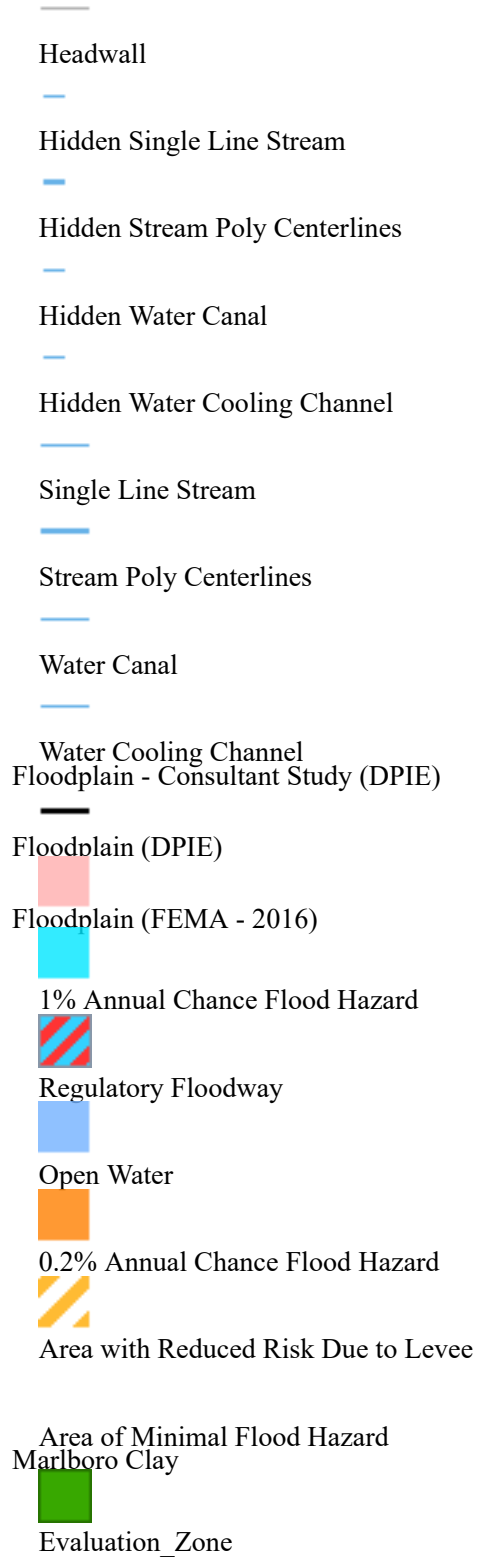 Headwall
Hidden Single Line Stream
Hidden Stream Poly Centerlines
Hidden Water Canal
Hidden Water Cooling Channel
Single Line Stream
Stream Poly Centerlines
Water Canal
Water Cooling Channel
Floodplain - Consultant Study (DPIE)
Floodplain (DPIE)
Floodplain (FEMA - 2016)
1% Annual Chance Flood Hazard
Regulatory Floodway
Open Water
0.2% Annual Chance Flood Hazard
Area with Reduced Risk Due to Levee
Area of Minimal Flood Hazard
Marlboro Clay
Evaluation_Zone